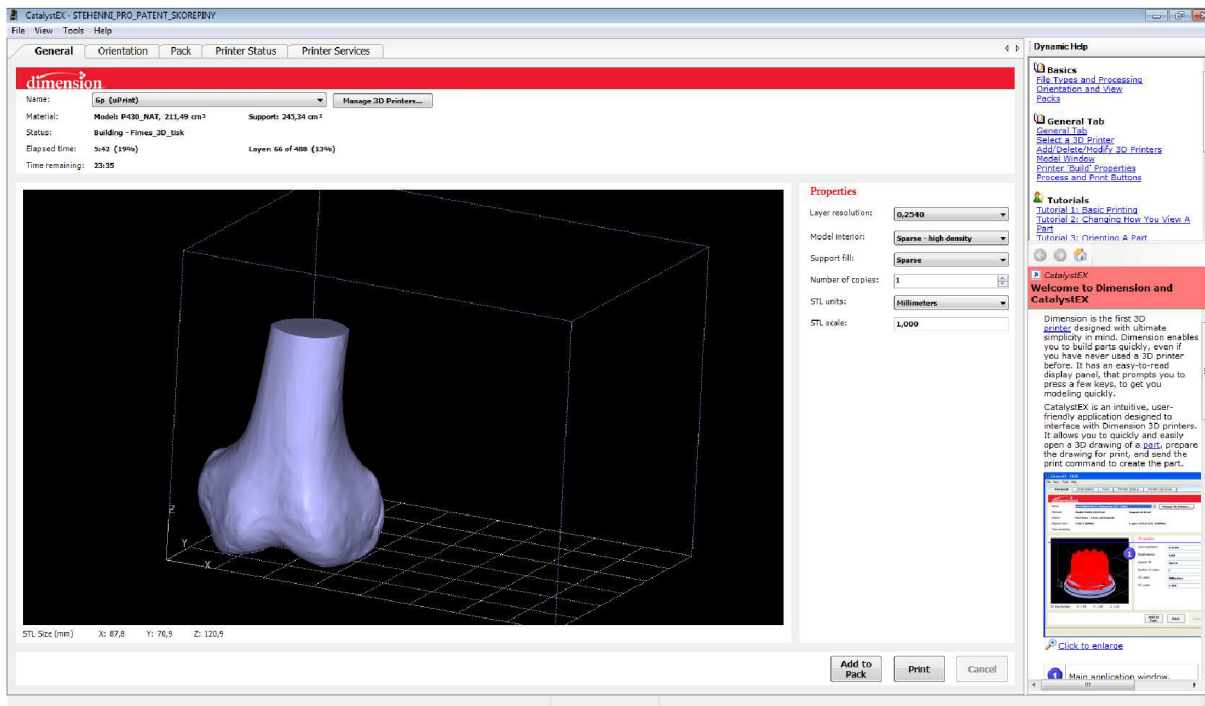 CatalystEX - STEHENNI_PRO_PATENT_SKOREPINY
File View Tools Help
General Orientation Pack Printer Status Printer Services
dimension
Name: Gp (uPrint) Manage 3D Printers...
Material: Model: P430_NAT, 211,49 cm³ Support: 245,34 cm³
Status: Building - Fimes_3D_tisk
Elapsed time: 5:42 (19%) Layer: 66 of 488 (13%)
Time remaining: 23:35
Z
Y
X
STL Size (mm) X: 87,8 Y: 70,9 Z: 120,9
Properties
Layer resolution: 0,2540
Model interior: Sparse - high density
Support fill: Sparse
Number of copies: 1
STL units: Millimeters
STL scale: 1,000
Add to Pack
Print
Cancel
Dynamic Help
Basics
File Types and Processing
Orientation and View
Packs
General Tab
General Tab
Select a 3D Printer
Add/Delete/Modify 3D Printers
Model Window
Printer 'Build' Properties
Process and Print Buttons
Tutorials
Tutorial 1: Basic Printing
Tutorial 2: Changing How You View A
Part
Tutorial 3: Orienting A Part
CatalystEX
Welcome to Dimension and
CatalystEX
Dimension is the first 3D
printer designed with ultimate
simplicity in mind. Dimension enables
you to build parts quickly, even if
you have never used a 3D printer
before. It has an easy-to-read
display panel, that prompts you to
press a few keys, to get you
modeling quickly.
CatalystEX is an intuitive, user-
friendly application designed to
interface with Dimension 3D printers.
It allows you to quickly and easily
open a 3D drawing of a part, prepare
the drawing for print, and send the
print command to create the part.
1
Click to enlarge
1 Main application window.